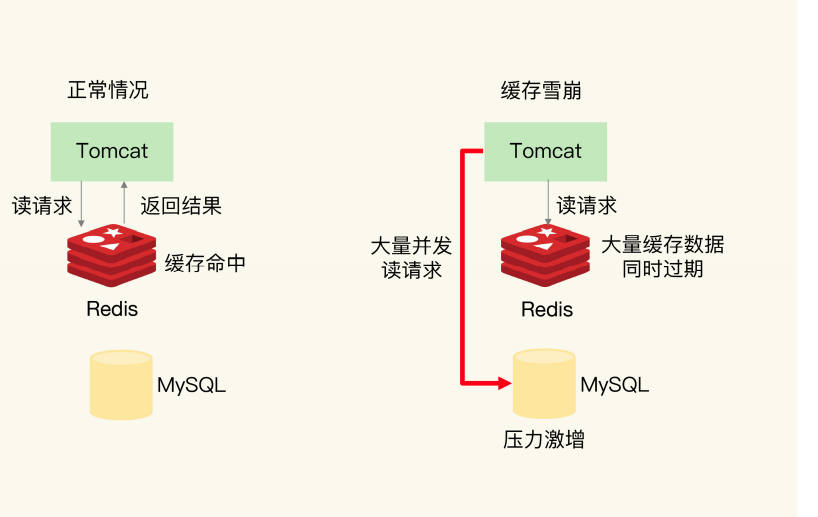 正常情况
Tomcat
读请求
返回结果
缓存命中
Redis
MySQL
缓存雪崩
Tomcat
读请求
大量并发
读请求
大量缓存数据
同时过期
Redis
MySQL
压力激增